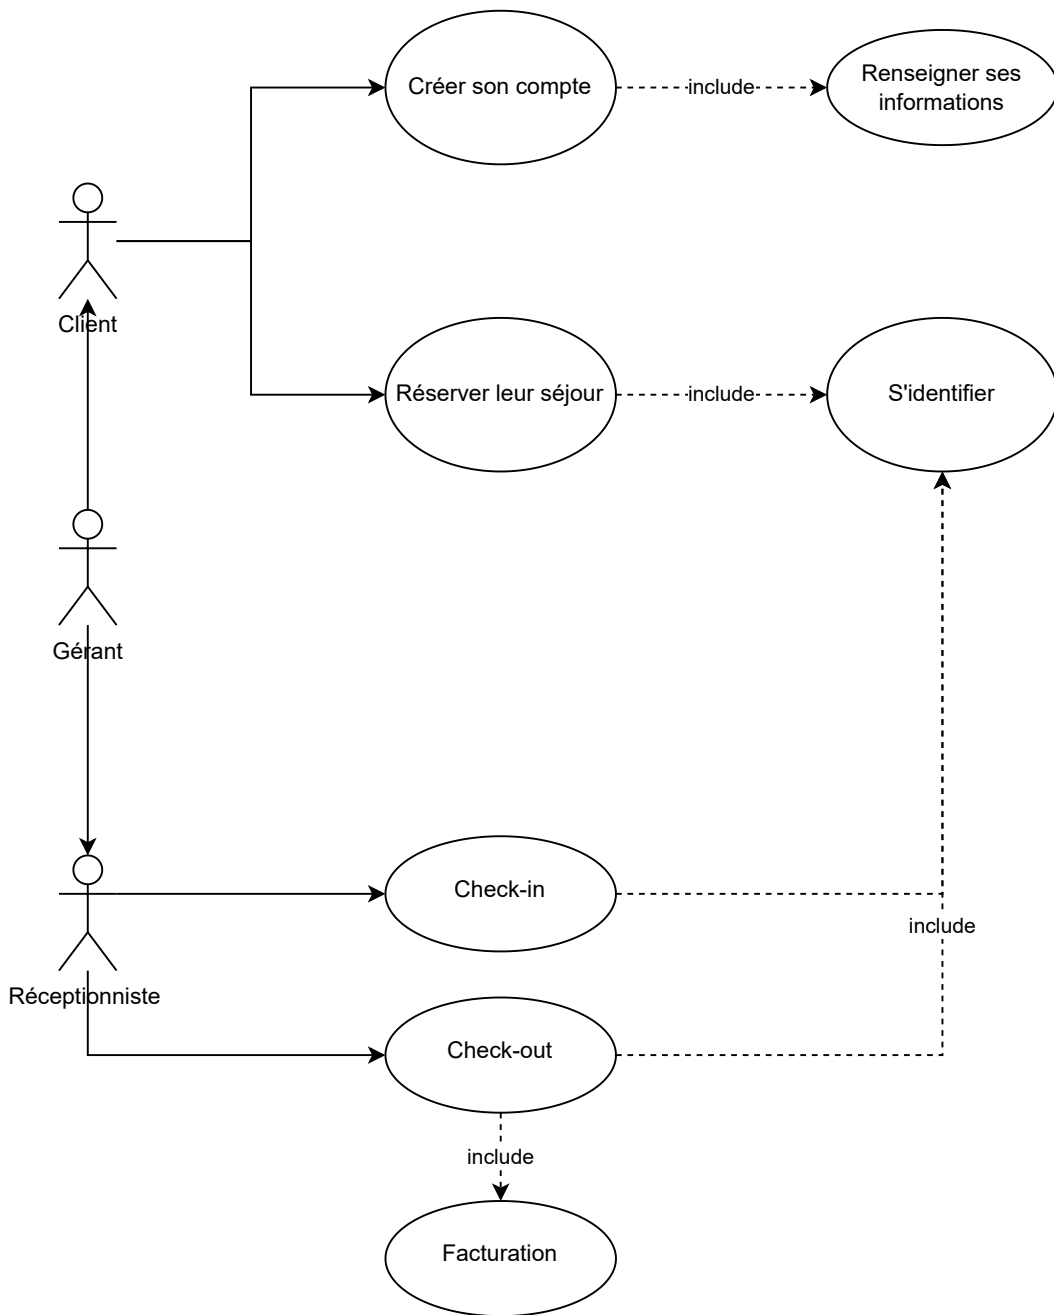 Créer son compte
include
Renseigner ses
informations
Client
Réserver leur séjour
include
S'identifier
Gérant
Check-in
include
Réceptionniste
Check-out
include
Facturation